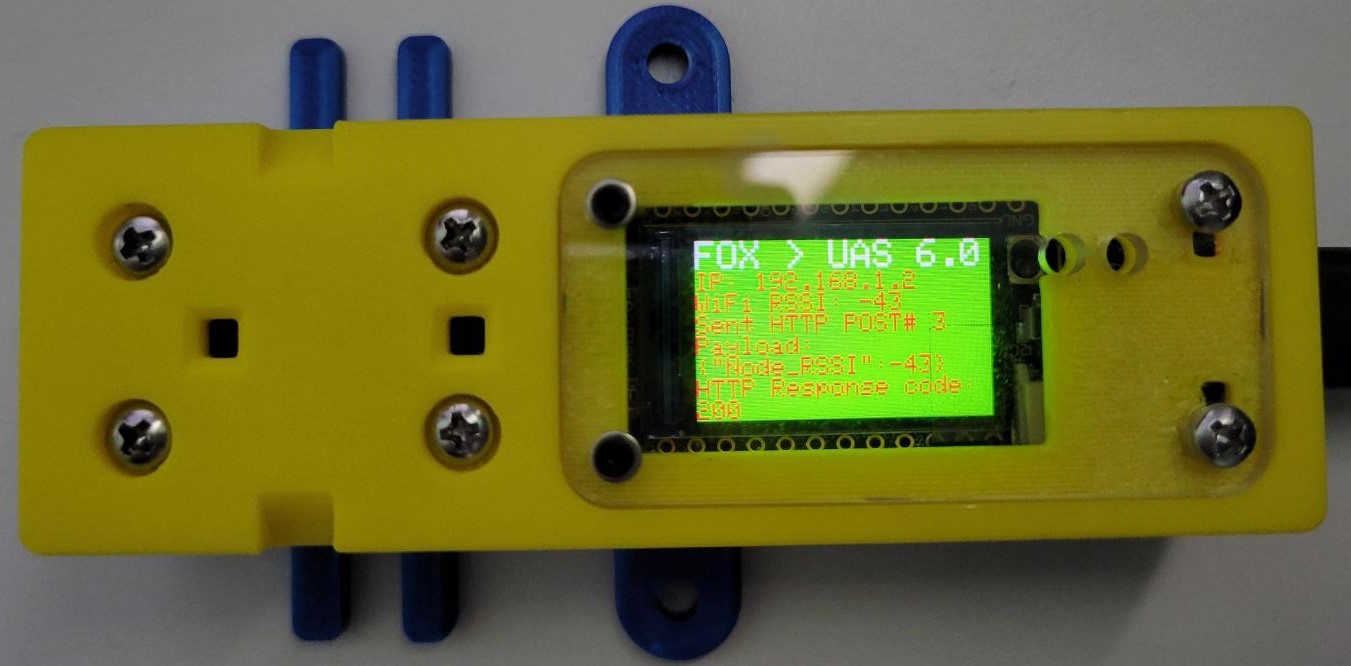 FOX > UAS 6.0
IP: 192.168.1.2
WiFi RSSI: -43
Sent HTTP POST# 3
Payload:
{"Node_RSSI":-43}
HTTP Response code:
200
GND